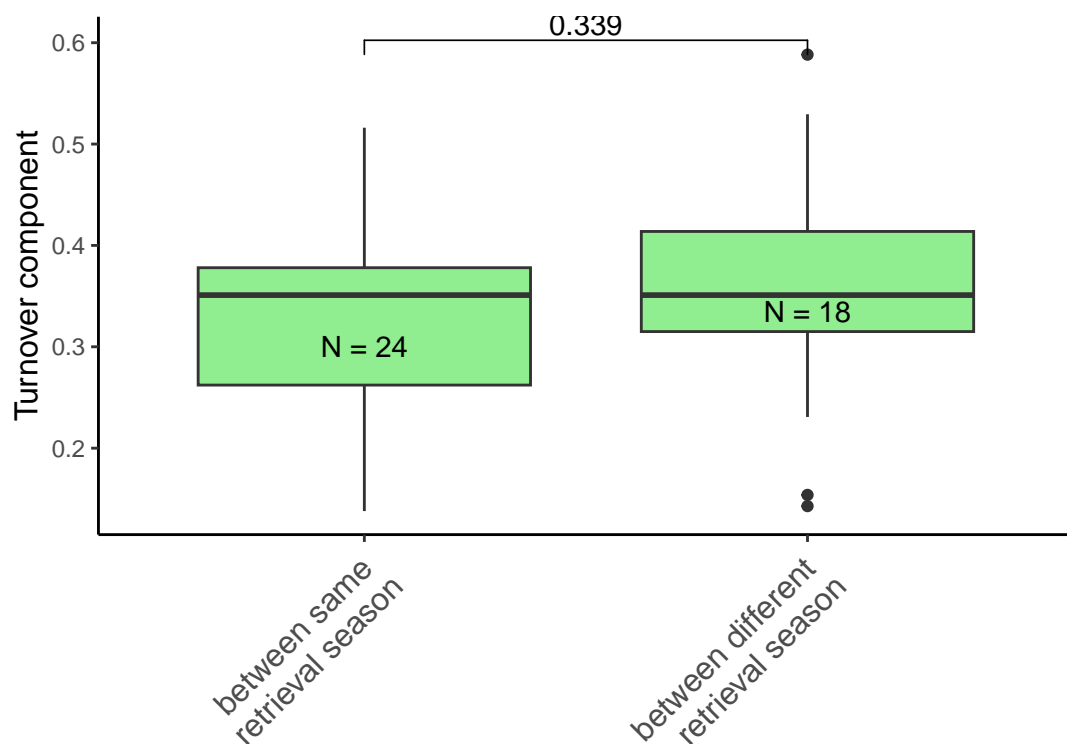 0.339
0.6
0.5
0.4
0.3
0.2
Turnover component
N = 24
N = 18
between same
retrieval season
between different
retrieval season